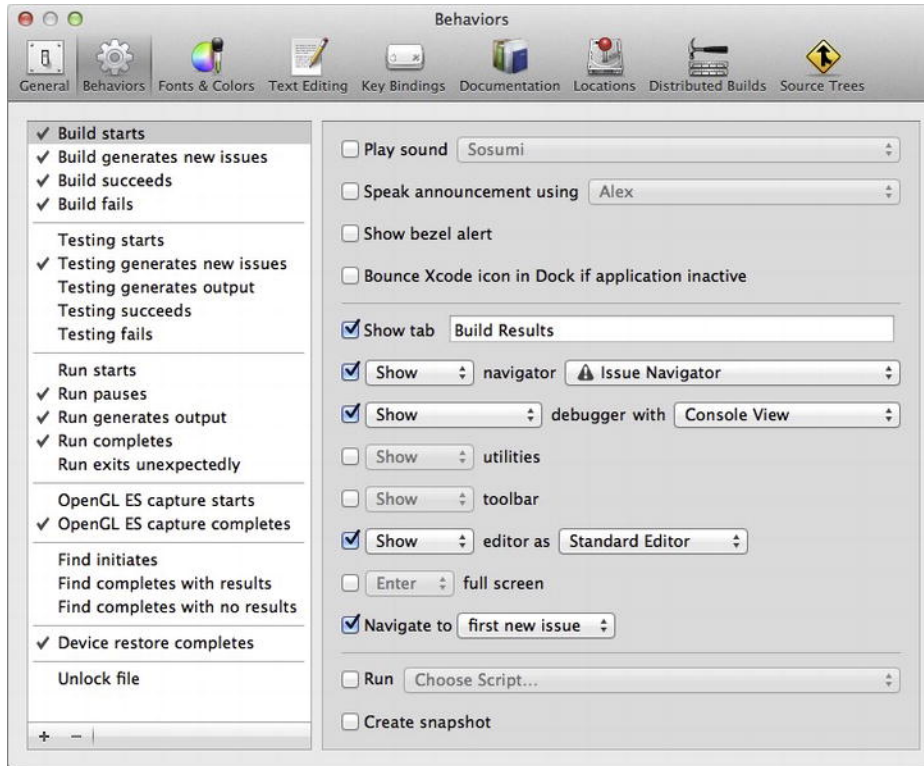 Behaviors
General Behaviors Fonts & Colors Text Editing Key Bindings Documentation Locations Distributed Builds Source Trees
Build starts
Build generates new issues
Build succeeds
Build fails
Testing starts
Testing generates new issues
Testing generates output
Testing succeeds
Testing fails
Run starts
Run pauses
Run generates output
Run completes
Run exits unexpectedly
OpenGL ES capture starts
OpenGL ES capture completes
Find initiates
Find completes with results
Find completes with no results
Device restore completes
Unlock file
+ −
Play sound Sosumi
Speak announcement using Alex
Show bezel alert
Bounce Xcode icon in Dock if application inactive
Show tab Build Results
Show navigator Issue Navigator
Show debugger with Console View
Show utilities
Show toolbar
Show editor as Standard Editor
Enter full screen
Navigate to first new issue
Run Choose Script...
Create snapshot